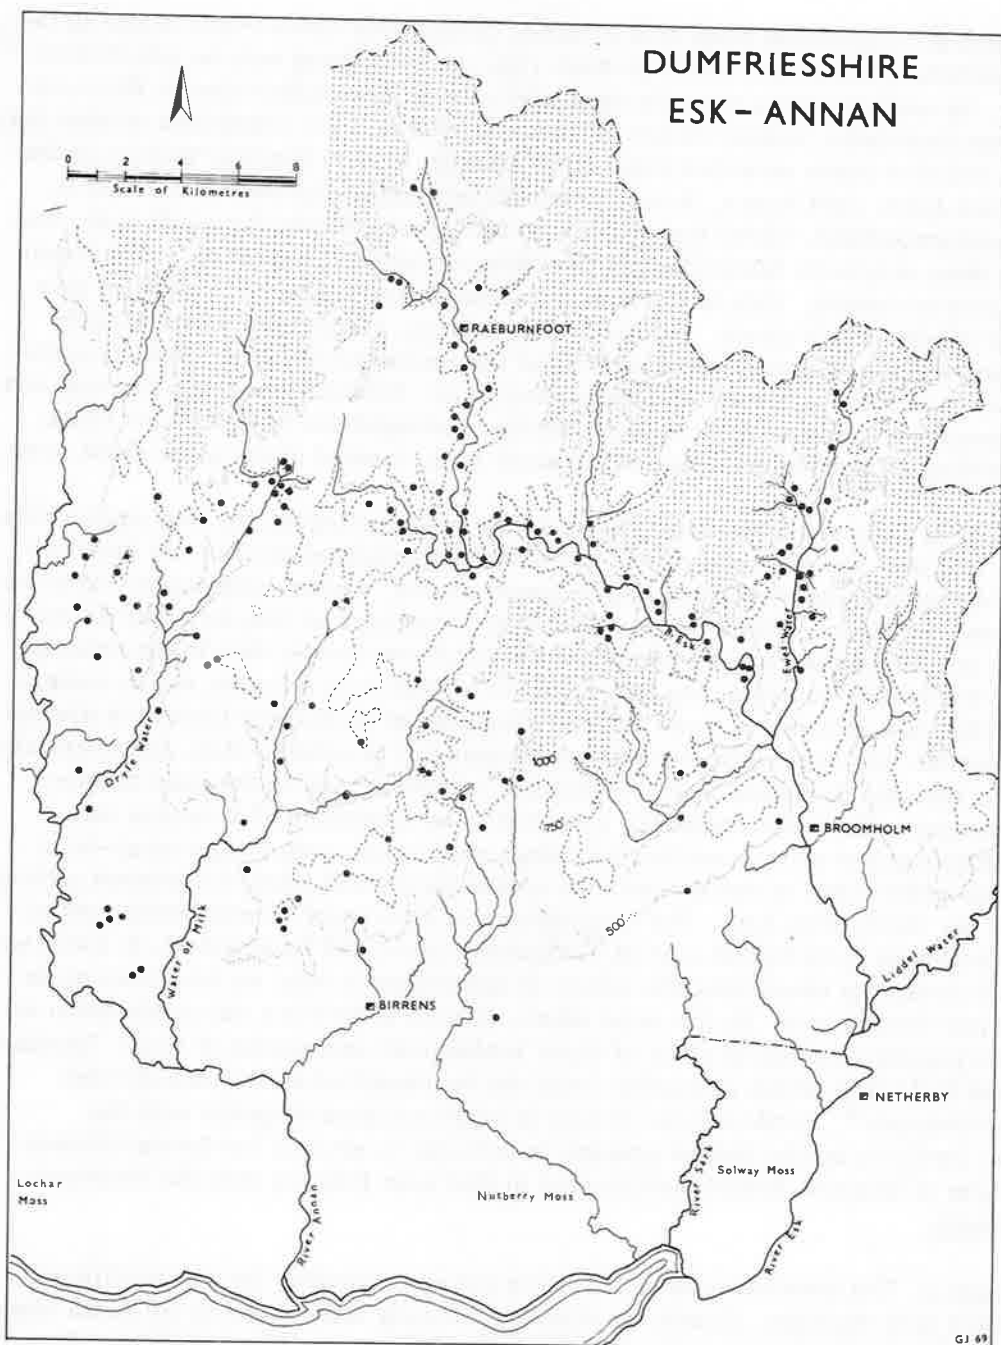 DUMFRIESSHIRE
ESK – ANNAN
0 2 4 6 8
Scale of Kilometres
RAEBURNFOOT
R. Esk
Ewes Water
Dryfe Water
1000'
750'
BROOMHOLM
500'
Water of Milk
Liddel Water
BIRRENS
NETHERBY
Solway Moss
Lochar
Moss
River Annan
Nutberry Moss
River Sark
River Esk
GJ 69